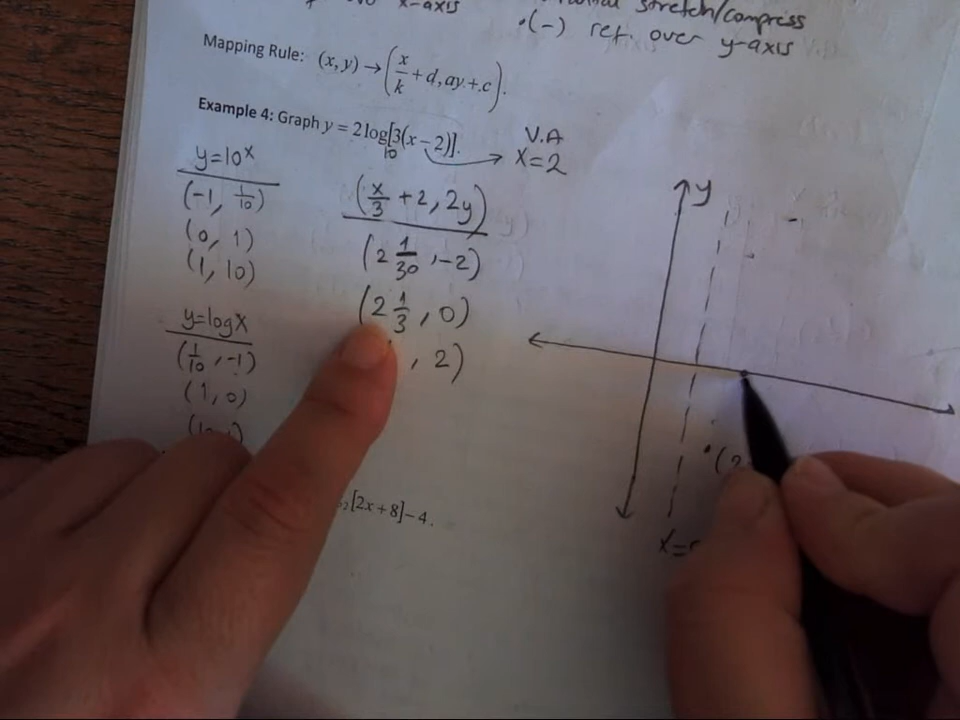 x-axis
stretch/compress
•(-) ref. over y-axis
Mapping Rule: (x, y) → (x/k + d, ay + c).
Example 4: Graph y = 2log[3(x−2)].
10
V.A
x=2
y=10^x
(-1, 1/10)
(0, 1)
(1, 10)
(x/3 + 2, 2y)
(2 1/30, -2)
(2 1/3, 0)
, 2)
y=logx
(1/10, -1)
(1, 0)
y
(2
x=
[2x+8]−4.